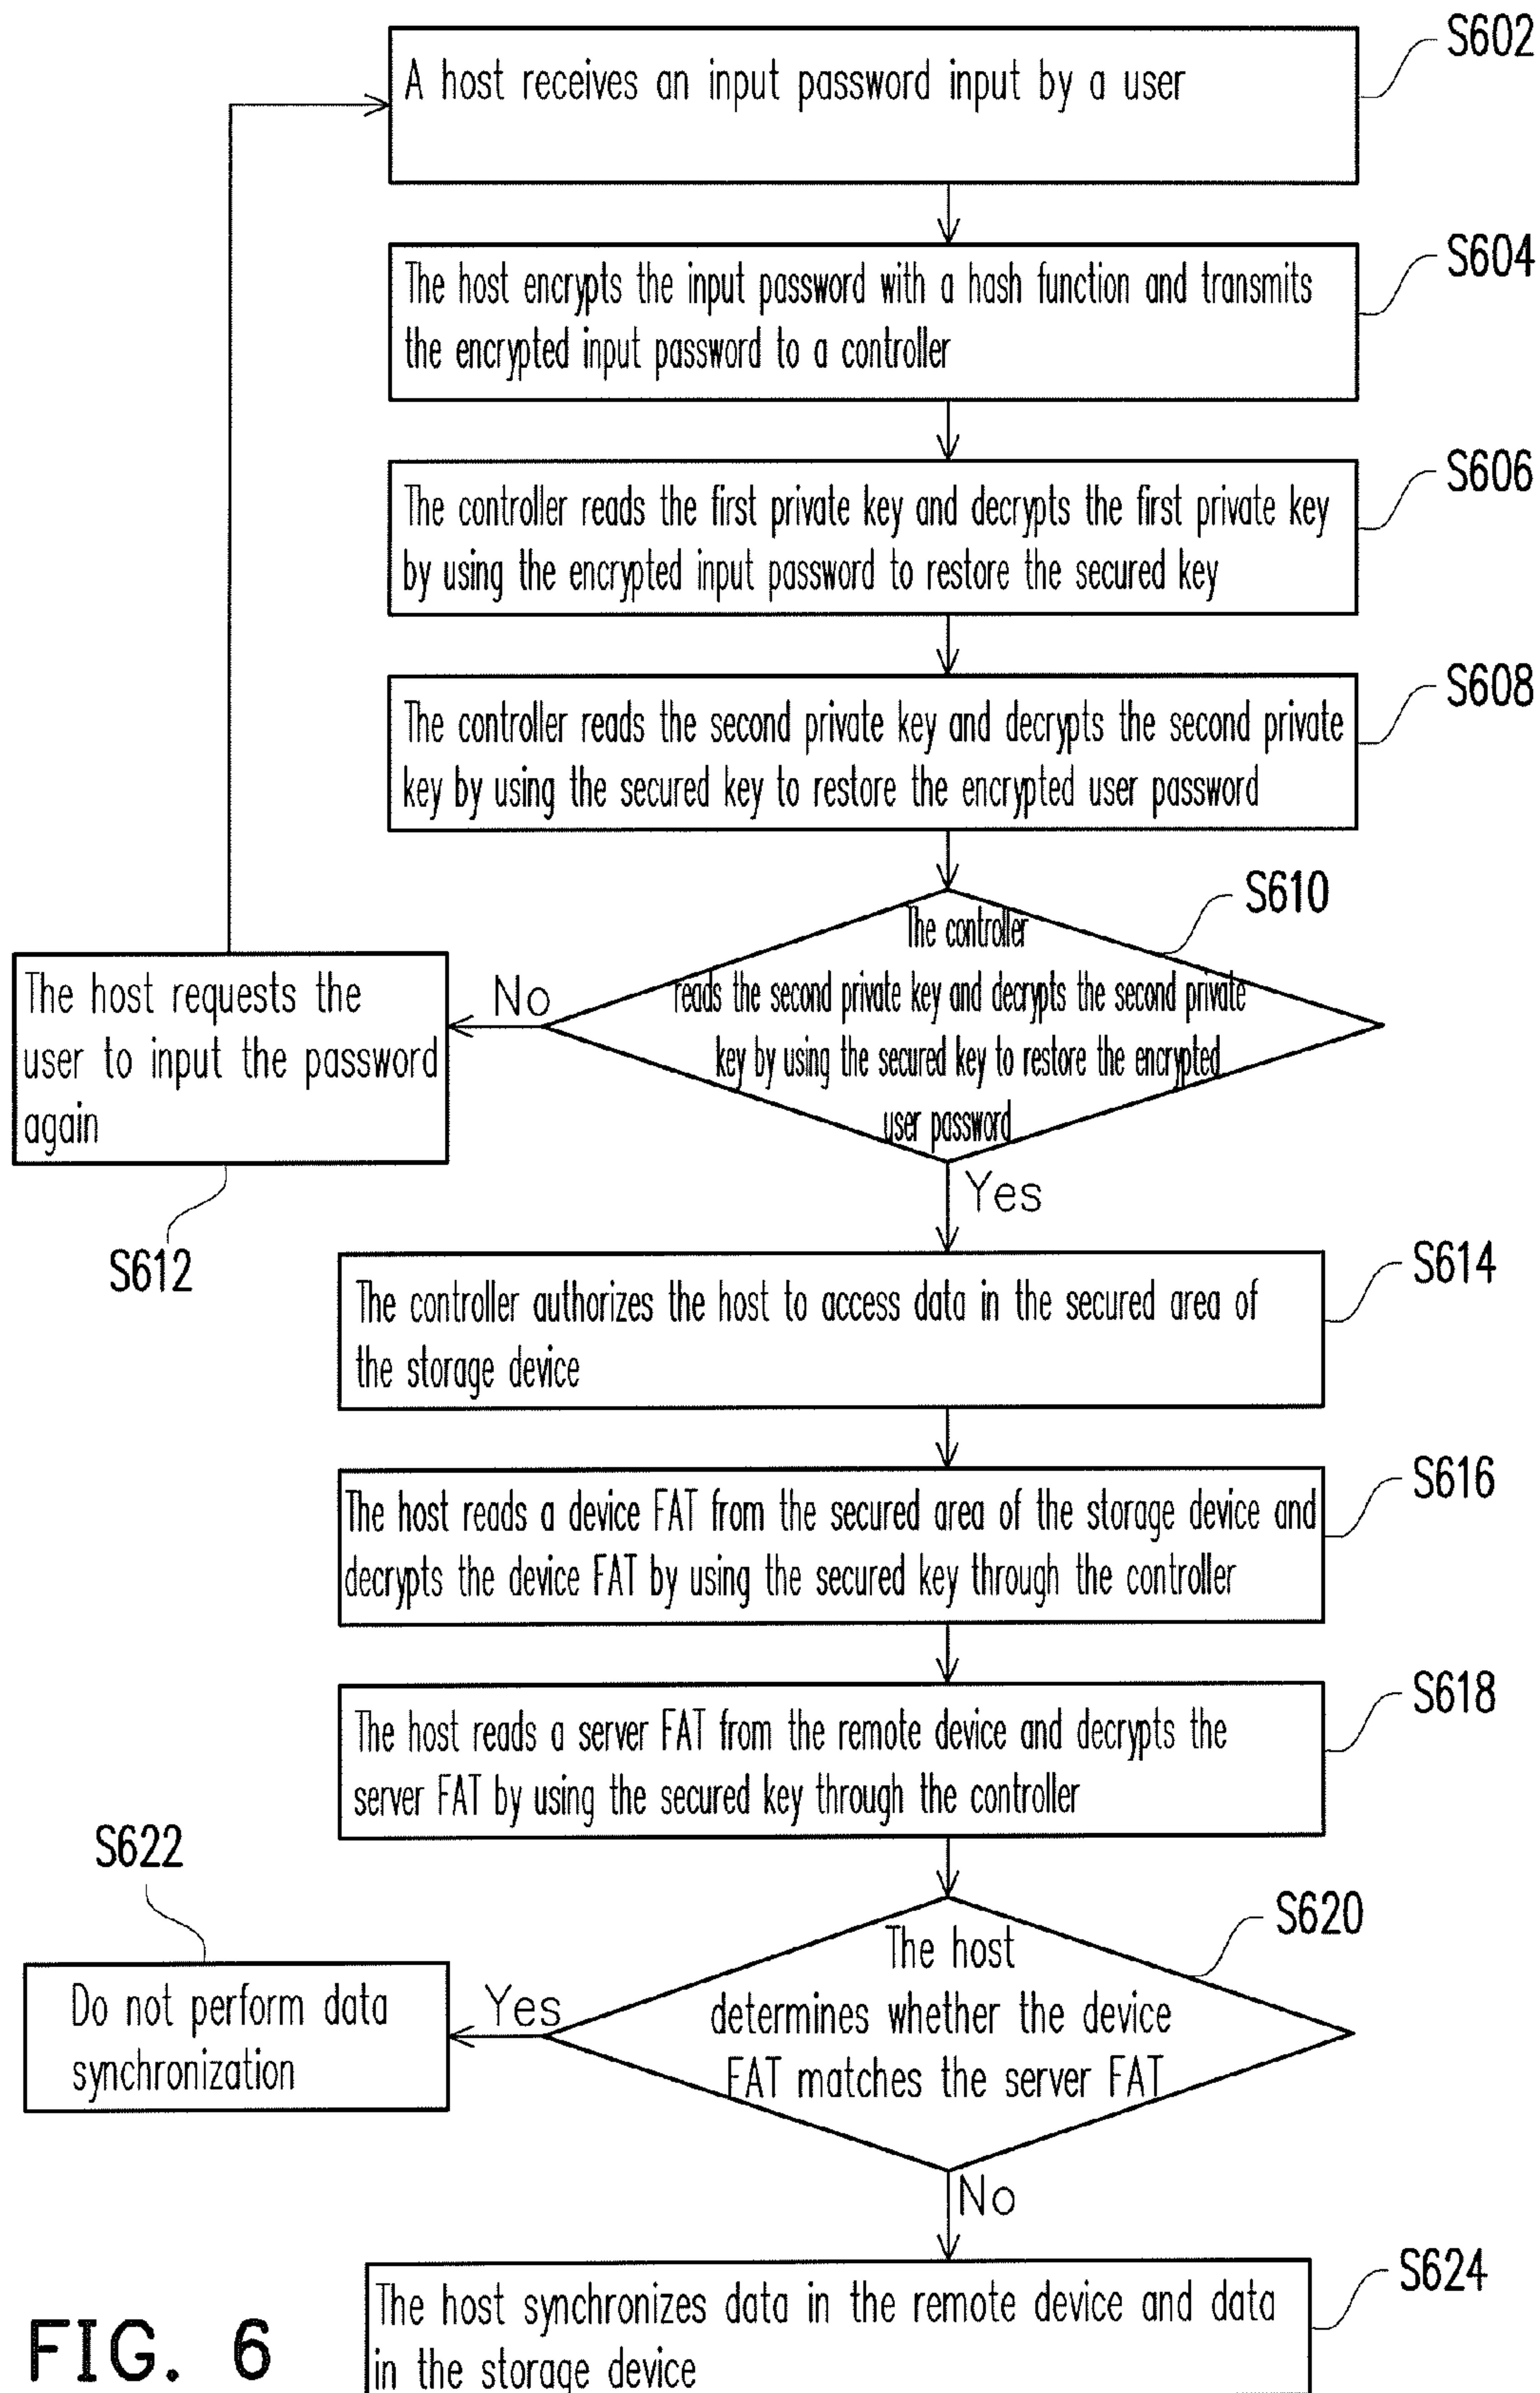 S602
A host receives an input password input by a user
S604
The host encrypts the input password with a hash function and transmits
the encrypted input password to a controller
S606
The controller reads the first private key and decrypts the first private key
by using the encrypted input password to restore the secured key
S608
The controller reads the second private key and decrypts the second private
key by using the secured key to restore the encrypted user password
S610
The controller
reads the second private key and decrypts the second private
key by using the secured key to restore the encrypted
user password
No
The host requests the
user to input the password
again
S612
Yes
S614
The controller authorizes the host to access data in the secured area of
the storage device
S616
The host reads a device FAT from the secured area of the storage device and
decrypts the device FAT by using the secured key through the controller
S618
The host reads a server FAT from the remote device and decrypts the
server FAT by using the secured key through the controller
S620
The host
determines whether the device
FAT matches the server FAT
Yes
S622
Do not perform data
synchronization
No
S624
The host synchronizes data in the remote device and data
in the storage device
FIG. 6